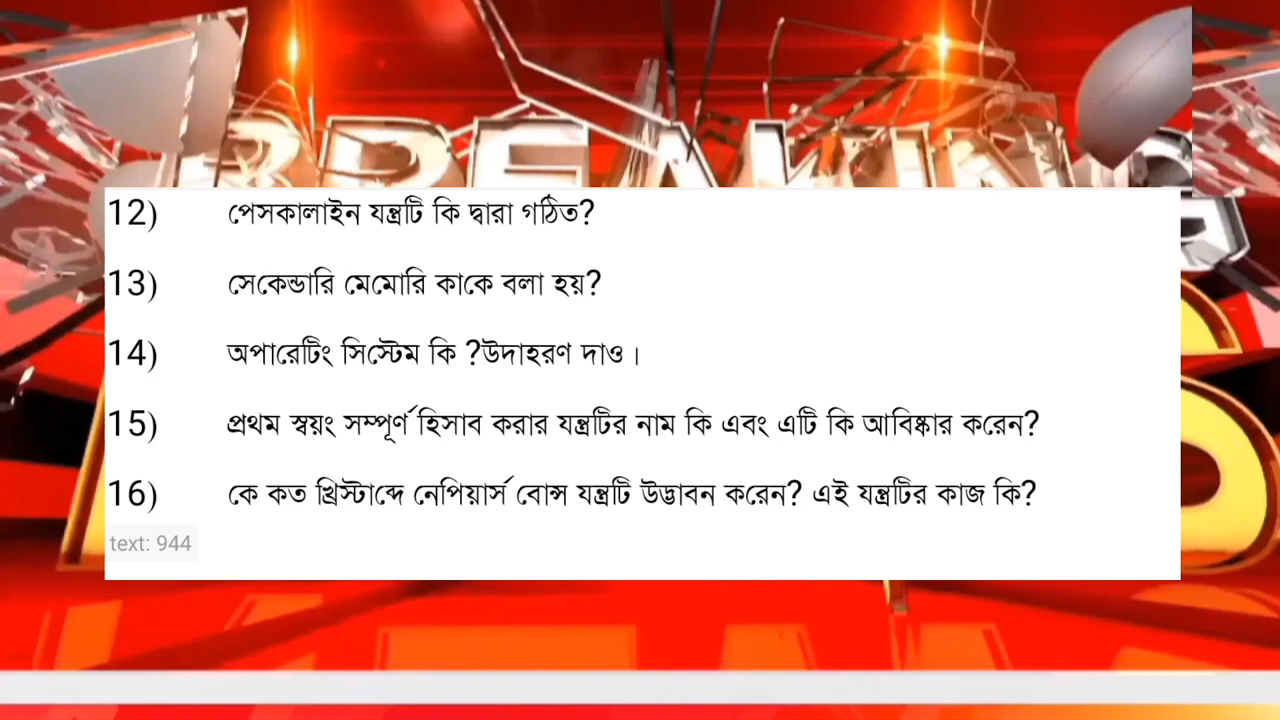 BREAKING
12) পেসকালাইন যন্ত্রটি কি দ্বারা গঠিত?
13) সেকেন্ডারি মেমোরি কাকে বলা হয়?
14) অপারেটিং সিস্টেম কি ?উদাহরণ দাও।
15) প্রথম স্বয়ং সম্পূর্ণ হিসাব করার যন্ত্রটির নাম কি এবং এটি কি আবিষ্কার করেন?
16) কে কত খ্রিস্টাব্দে নেপিয়ার্স বোন্স যন্ত্রটি উদ্ভাবন করেন? এই যন্ত্রটির কাজ কি?
text: 944